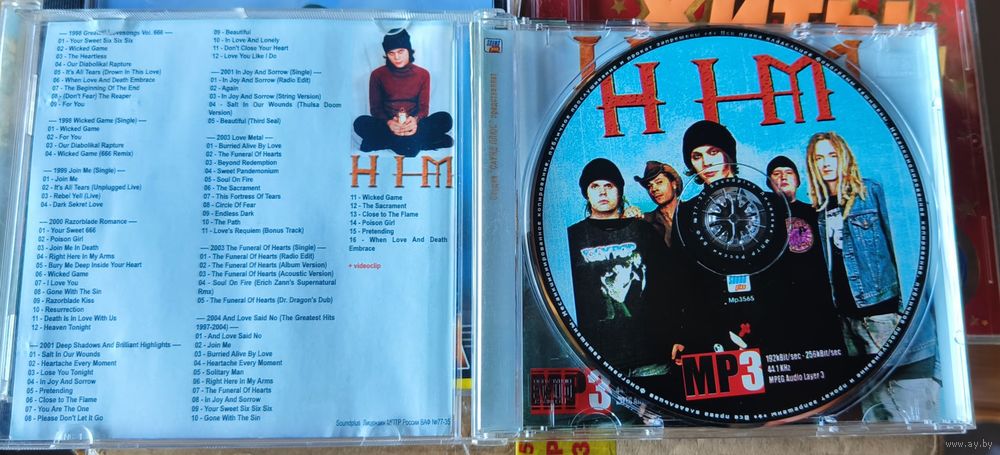 ---- 1998 Greatest Lovesongs Vol. 666 ----
01 - Your Sweet Six Six Six
02 - Wicked Game
03 - The Heartless
04 - Our Diabolikal Rapture
05 - It's All Tears (Drown In This Love)
06 - When Love And Death Embrace
07 - The Beginning Of The End
08 - (Don't Fear) The Reaper
09 - For You
---- 1998 Wicked Game (Single) ----
01 - Wicked Game
02 - For You
03 - Our Diabolikal Rapture
04 - Wicked Game (666 Remix)
---- 1999 Join Me (Single) ----
01 - Join Me
02 - It's All Tears (Unplugged Live)
03 - Rebel Yell (Live)
04 - Dark Sekret Love
---- 2000 Razorblade Romance ----
01 - Your Sweet 666
02 - Poison Girl
03 - Join Me In Death
04 - Right Here In My Arms
05 - Bury Me Deep Inside Your Heart
06 - Wicked Game
07 - I Love You
08 - Gone With The Sin
09 - Razorblade Kiss
10 - Resurrection
11 - Death Is In Love With Us
12 - Heaven Tonight
---- 2001 Deep Shadows And Brilliant Highlights ----
01 - Salt In Our Wounds
02 - Heartache Every Moment
03 - Lose You Tonight
04 - In Joy And Sorrow
05 - Pretending
06 - Close To The Flame
07 - You Are The One
08 - Please Don't Let It Go
09 - Beautiful
10 - In Love And Lonely
11 - Don't Close Your Heart
12 - Love You Like I Do
---- 2001 In Joy And Sorrow (Single) ----
01 - In Joy And Sorrow (Radio Edit)
02 - Again
03 - In Joy And Sorrow (String Version)
04 - Salt In Our Wounds (Thulsa Doom
Version)
05 - Beautiful (Third Seal)
---- 2003 Love Metal ----
01 - Burried Alive By Love
02 - The Funeral Of Hearts
03 - Beyond Redemption
04 - Sweet Pandemonium
05 - Soul On Fire
06 - The Sacrament
07 - This Fortress Of Tears
08 - Circle Of Fear
09 - Endless Dark
10 - The Path
11 - Love's Requiem (Bonus Track)
---- 2003 The Funeral Of Hearts (Single) ----
01 - The Funeral Of Hearts (Radio Edit)
02 - The Funeral Of Hearts (Album Version)
03 - The Funeral Of Hearts (Acoustic Version)
04 - Soul On Fire (Erich Zann's Supernatural
Rmx)
05 - The Funeral Of Hearts (Dr. Dragon's Dub)
---- 2004 And Love Said No (The Greatest Hits
1997-2004) ----
01 - And Love Said No
02 - Join Me
03 - Burried Alive By Love
04 - Heartache Every Moment
05 - Solitary Man
06 - Right Here in My Arms
07 - The Funeral Of Hearts
08 - In Joy And Sorrow
09 - Your Sweet Six Six Six
10 - Gone With The Sin
HIM
11 - Wicked Game
12 - The Sacrament
13 - Close to the Flame
14 - Poison Girl
15 - Pretending
16 - When Love And Death
Embrace
+ videoclip
Soundplus Лицензия МПТР России ВАФ №77-35
Студия "САУНД ПЛЮС" представляет
ХИТЫ
HIM
SOUND
plus
Mp3565
MP3
192kBit/sec - 256kBit/sec
44.1 KHz
MPEG Audio Layer 3
MP3
www.ay.by